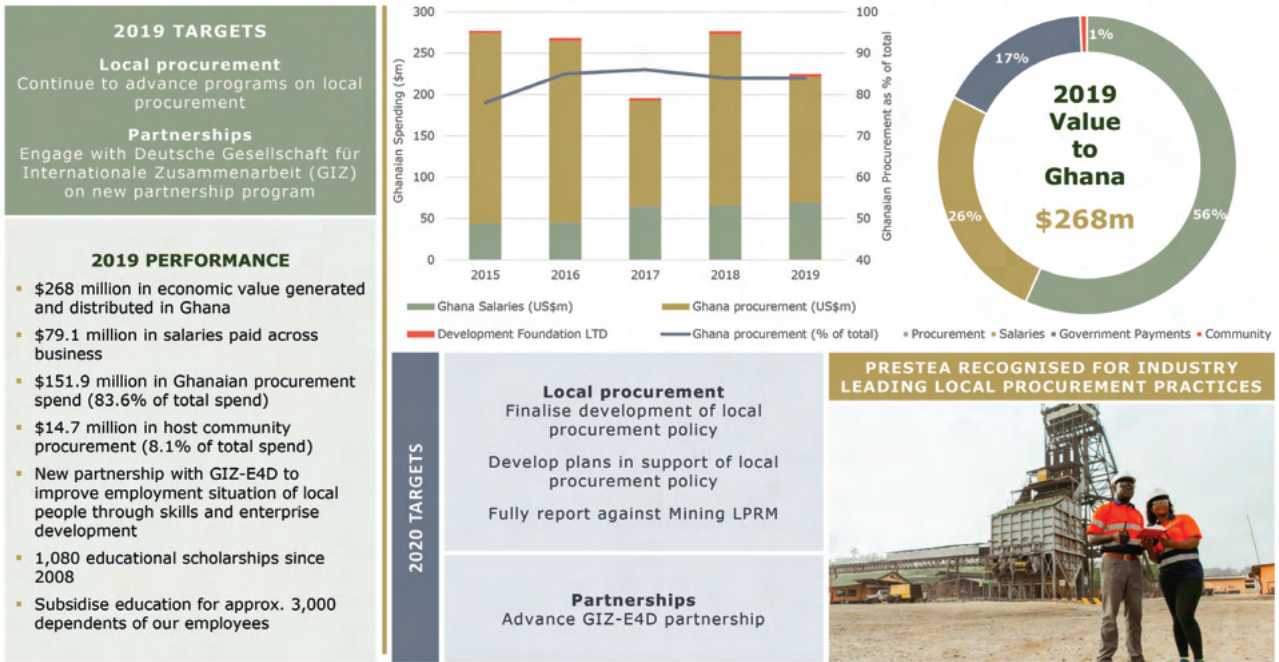 2019 TARGETS
Local procurement
Continue to advance programs on local
procurement
Partnerships
Engage with Deutsche Gesellschaft für
Internationale Zusammenarbeit (GIZ)
on new partnership program
2019 PERFORMANCE
▪ $268 million in economic value generated
and distributed in Ghana
▪ $79.1 million in salaries paid across
business
▪ $151.9 million in Ghanaian procurement
spend (83.6% of total spend)
▪ $14.7 million in host community
procurement (8.1% of total spend)
▪ New partnership with GIZ-E4D to
improve employment situation of local
people through skills and enterprise
development
▪ 1,080 educational scholarships since
2008
▪ Subsidise education for approx. 3,000
dependents of our employees
Ghanaian Spending ($m)
300
250
200
150
100
50
0
2015 2016 2017 2018 2019
100
90
80
70
60
50
40
Ghanaian Procurement as % of total
Ghana Salaries (US$m) Ghana procurement (US$m)
Development Foundation LTD Ghana procurement (% of total)
1%
17%
26%
56%
2019
Value
to
Ghana
$268m
▪ Procurement ▪ Salaries ▪ Government Payments ▪ Community
2020 TARGETS
Local procurement
Finalise development of local
procurement policy
Develop plans in support of local
procurement policy
Fully report against Mining LPRM
Partnerships
Advance GIZ-E4D partnership
PRESTEA RECOGNISED FOR INDUSTRY
LEADING LOCAL PROCUREMENT PRACTICES